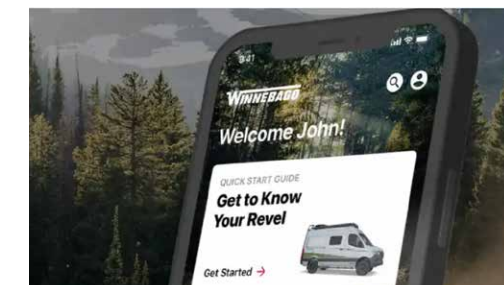 9:41
WINNEBAGO
Welcome John!
QUICK START GUIDE
Get to Know
Your Revel
Get Started →